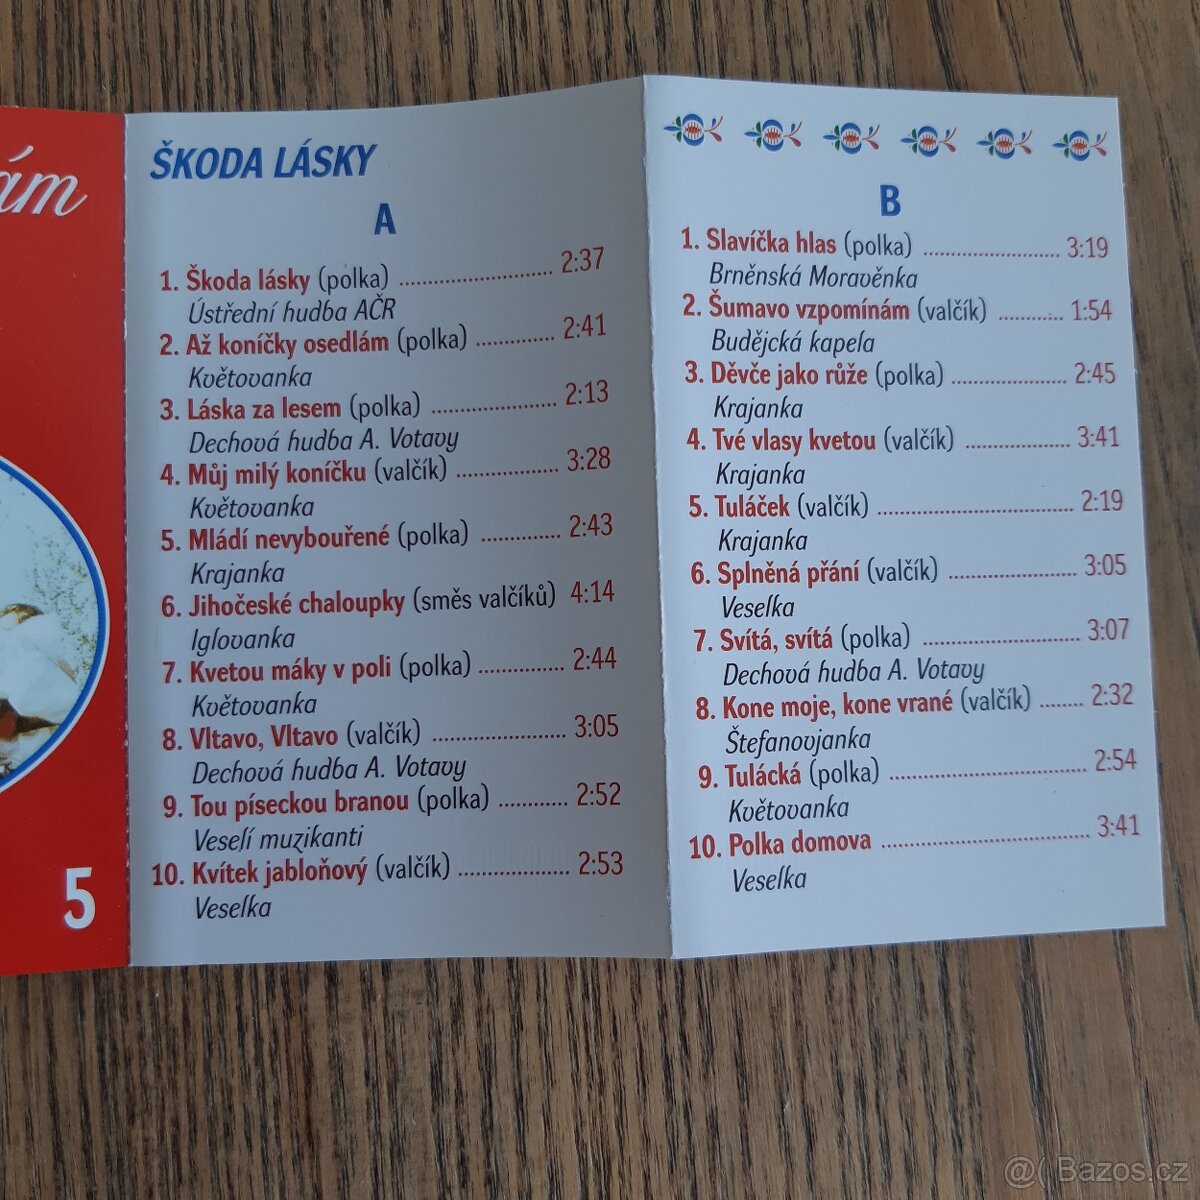 ám
5
ŠKODA LÁSKY
A
1. Škoda lásky (polka) .................... 2:37
Ústřední hudba AČR
2. Až koníčky osedlám (polka) .......... 2:41
Květovanka
3. Láska za lesem (polka) ................ 2:13
Dechová hudba A. Votavy
4. Můj milý koníčku (valčík) ............. 3:28
Květovanka
5. Mládí nevybouřené (polka) .......... 2:43
Krajanka
6. Jihočeské chaloupky (směs valčíků) 4:14
Iglovanka
7. Kvetou máky v poli (polka) ........... 2:44
Květovanka
8. Vltavo, Vltavo (valčík) ................. 3:05
Dechová hudba A. Votavy
9. Tou píseckou branou (polka) ......... 2:52
Veselí muzikanti
10. Kvítek jabloňový (valčík) .............. 2:53
Veselka
B
1. Slavíčka hlas (polka) .................. 3:19
Brněnská Moravěnka
2. Šumavo vzpomínám (valčík) ......... 1:54
Budějcká kapela
3. Děvče jako růže (polka) ............... 2:45
Krajanka
4. Tvé vlasy kvetou (valčík) ............. 3:41
Krajanka
5. Tuláček (valčík) .......................... 2:19
Krajanka
6. Splněná přání (valčík) ................. 3:05
Veselka
7. Svítá, svítá (polka) ..................... 3:07
Dechová hudba A. Votavy
8. Kone moje, kone vrané (valčík) ...... 2:32
Štefanovjanka
9. Tulácká (polka) .......................... 2:54
Květovanka
10. Polka domova ........................... 3:41
Veselka
@( Bazos.cz